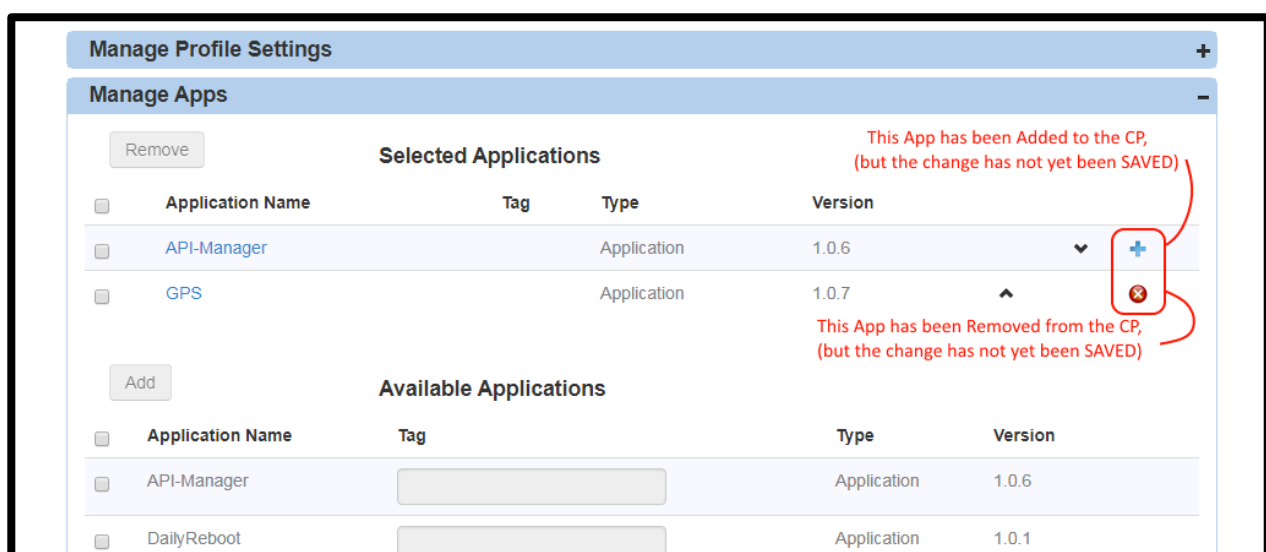 Manage Profile Settings
Manage Apps
Remove
Selected Applications
This App has been Added to the CP,
(but the change has not yet been SAVED)
Application Name Tag Type Version
API-Manager Application 1.0.6
GPS Application 1.0.7
This App has been Removed from the CP,
(but the change has not yet been SAVED)
Add
Available Applications
Application Name Tag Type Version
API-Manager Application 1.0.6
DailyReboot Application 1.0.1